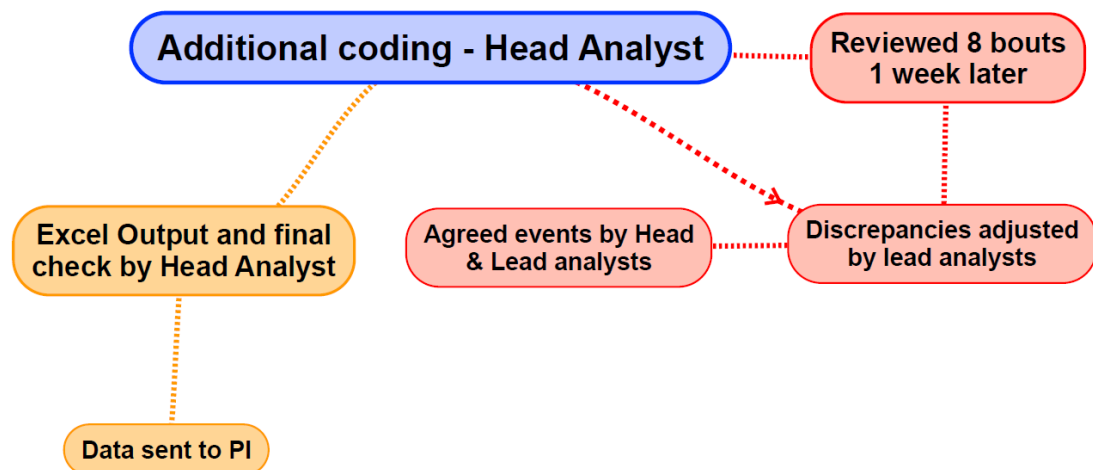 Additional coding - Head Analyst
Reviewed 8 bouts
1 week later
Excel Output and final
check by Head Analyst
Agreed events by Head
& Lead analysts
Discrepancies adjusted
by lead analysts
Data sent to PI